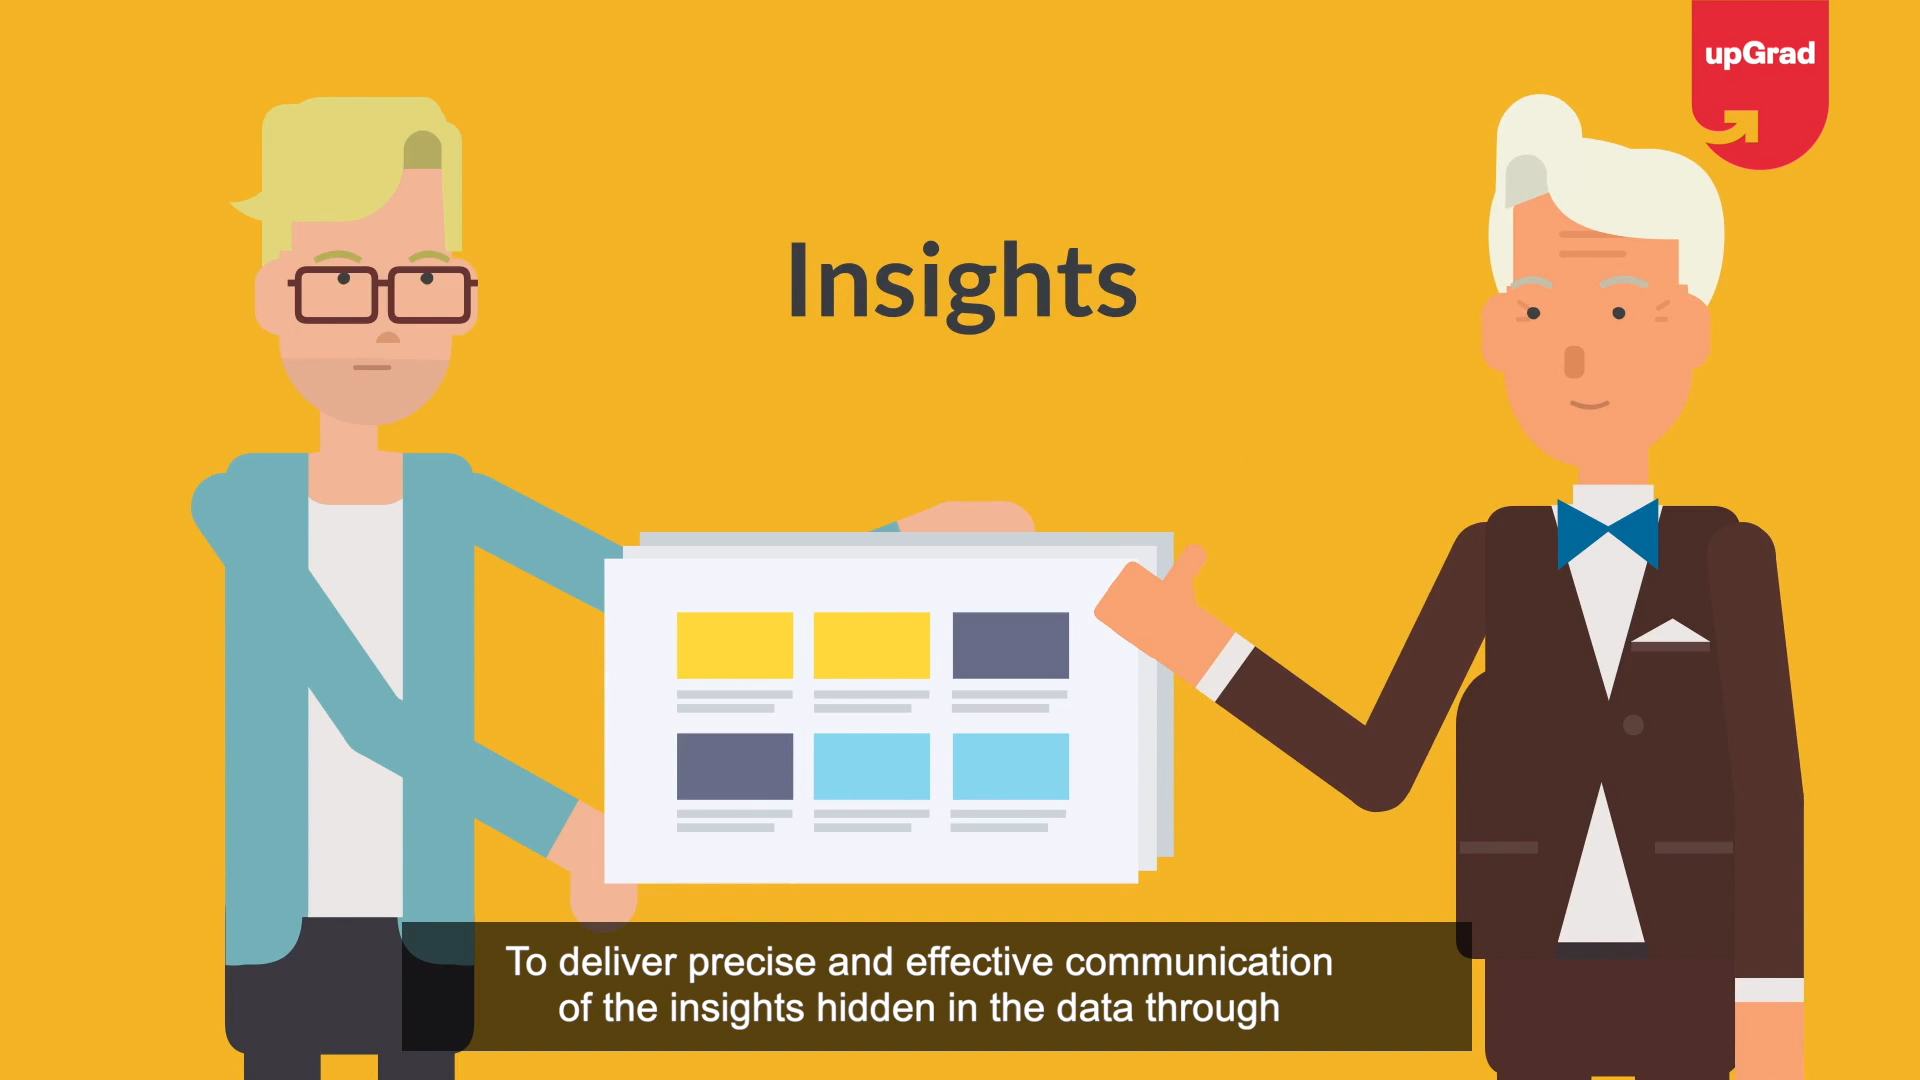 upGrad
Insights
To deliver precise and effective communication
of the insights hidden in the data through